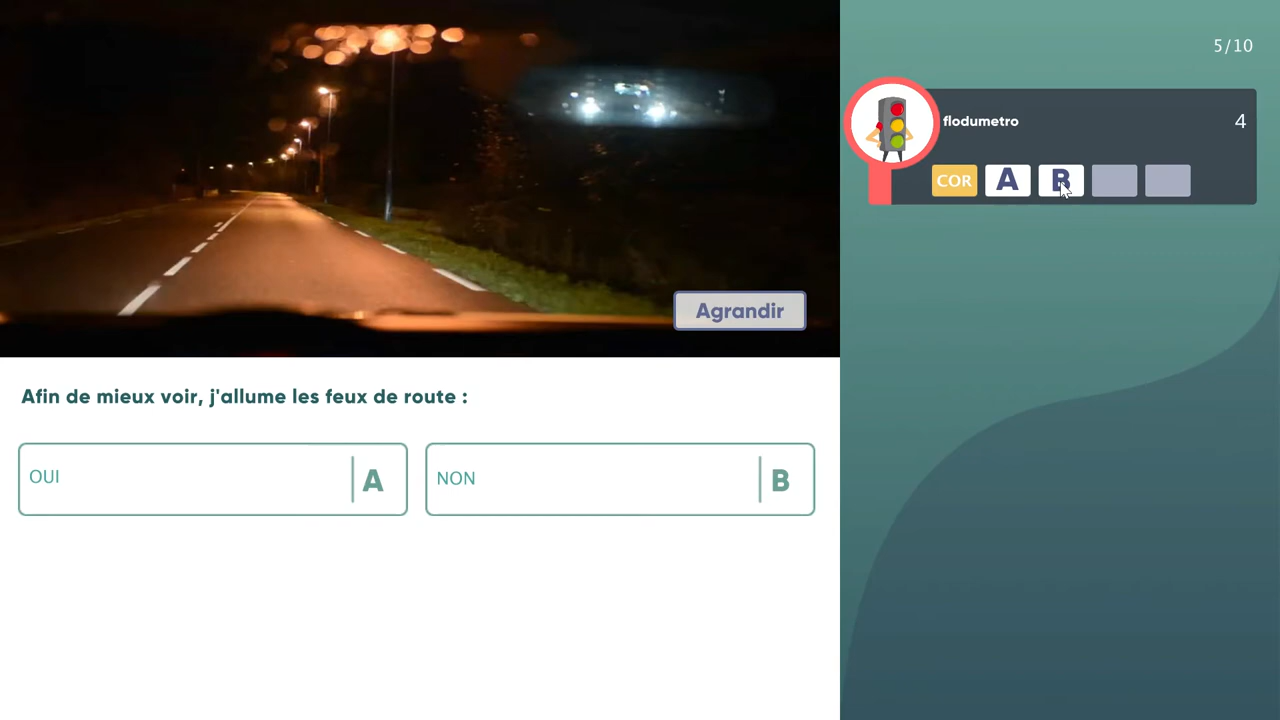 5/10
flodumetro 4
COR A B
Agrandir
Afin de mieux voir, j'allume les feux de route :
OUI A
NON B